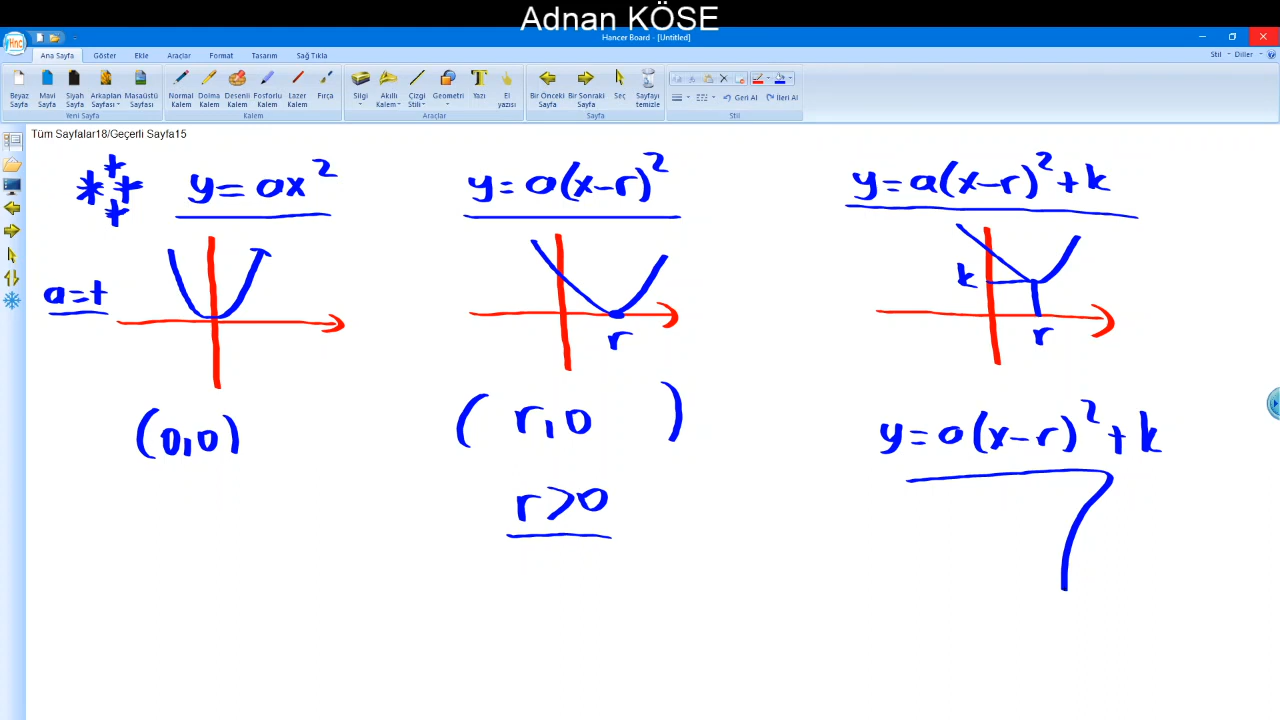 Adnan KÖSE
Hancer Board - [Untitled]
Hnc
Ana Sayfa Göster Ekle Araçlar Format Tasarım Sağ Tıkla Stil Diller
Beyaz Sayfa Mavi Sayfa Siyah Sayfa Arkaplan Sayfası Masaüstü Sayfası Normal Kalem Dolma Kalem Desenli Kalem Fosforlu Kalem Lazer Kalem Fırça Silgi Akıllı Kalem Çizgi Stili Geometri Yazı El yazısı Bir Önceki Sayfa Bir Sonraki Sayfa Seç Sayfayı temizle Geri Al İleri Al
Yeni Sayfa Kalem Araçlar Sayfa Stil
Tüm Sayfalar18/Geçerli Sayfa15
y=ax² y=a(x-r)² y=a(x-r)²+k
a=+
k
r
r
(0,0)
(r,0)
y=a(x-r)²+k
r>0